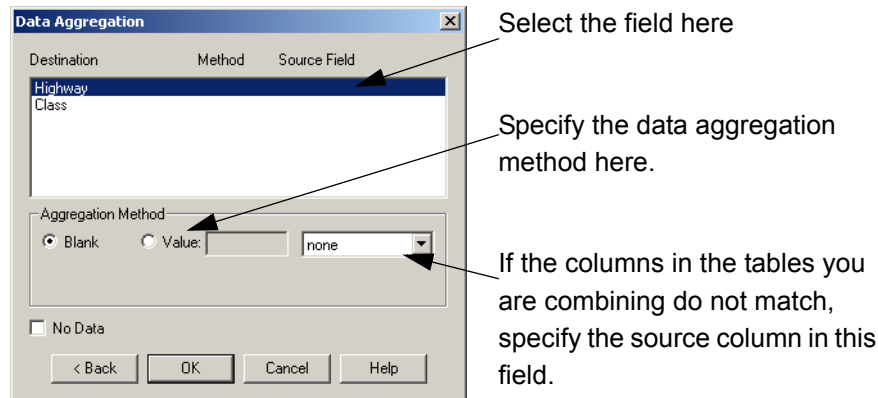 Data Aggregation
Destination Method Source Field
Highway
Class
Aggregation Method
Blank Value: none
No Data
< Back OK Cancel Help
Select the field here
Specify the data aggregation
method here.
If the columns in the tables you
are combining do not match,
specify the source column in this
field.